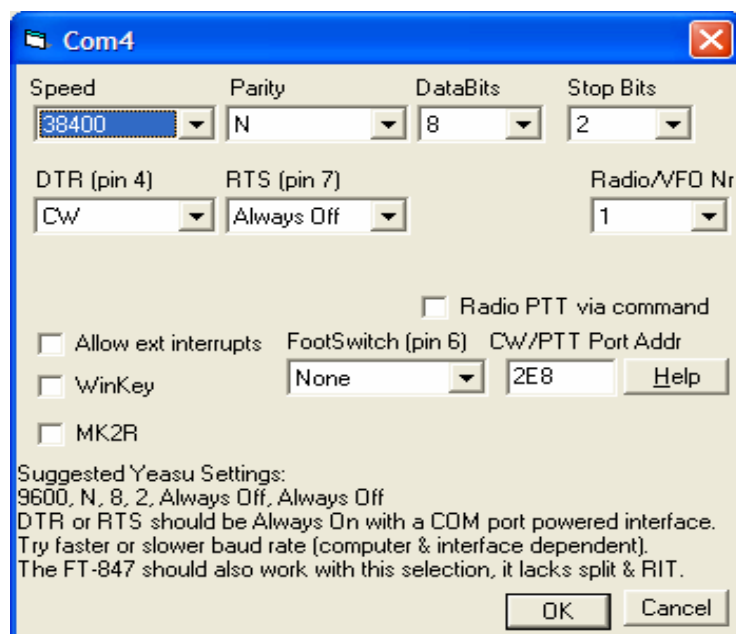 Com4
Speed Parity DataBits Stop Bits
38400 N 8 2
DTR (pin 4) RTS (pin 7) Radio/VFO Nr
CW Always Off 1
Radio PTT via command
Allow ext interrupts FootSwitch (pin 6) CW/PTT Port Addr
WinKey None 2E8 Help
MK2R
Suggested Yeasu Settings:
9600, N, 8, 2, Always Off, Always Off
DTR or RTS should be Always On with a COM port powered interface.
Try faster or slower baud rate (computer & interface dependent).
The FT-847 should also work with this selection, it lacks split & RIT.
OK Cancel